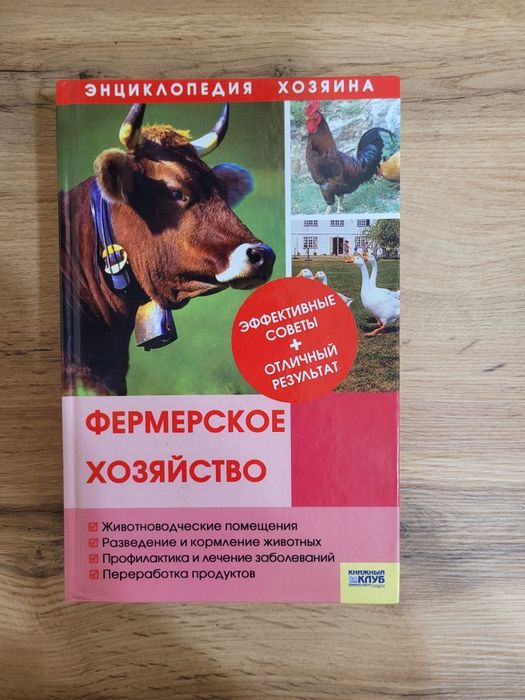 ЭНЦИКЛОПЕДИЯ ХОЗЯИНА
ЭФФЕКТИВНЫЕ
СОВЕТЫ
+
ОТЛИЧНЫЙ
РЕЗУЛЬТАТ
ФЕРМЕРСКОЕ
ХОЗЯЙСТВО
Животноводческие помещения
Разведение и кормление животных
Профилактика и лечение заболеваний
Переработка продуктов
КНИЖНЫЙ
КЛУБ